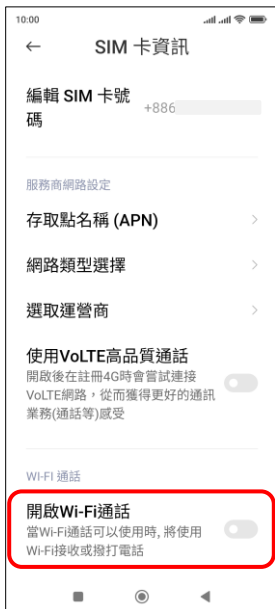 10:00
SIM 卡資訊
編輯 SIM 卡號
碼
+886
服務商網路設定
存取點名稱 (APN)
網路類型選擇
選取運營商
使用VoLTE高品質通話
開啟後在註冊4G時會嘗試連接
VoLTE網路，從而獲得更好的通訊
業務(通話等)感受
WI-FI 通話
開啟Wi-Fi通話
當Wi-Fi通話可以使用時, 將使用
Wi-Fi接收或撥打電話